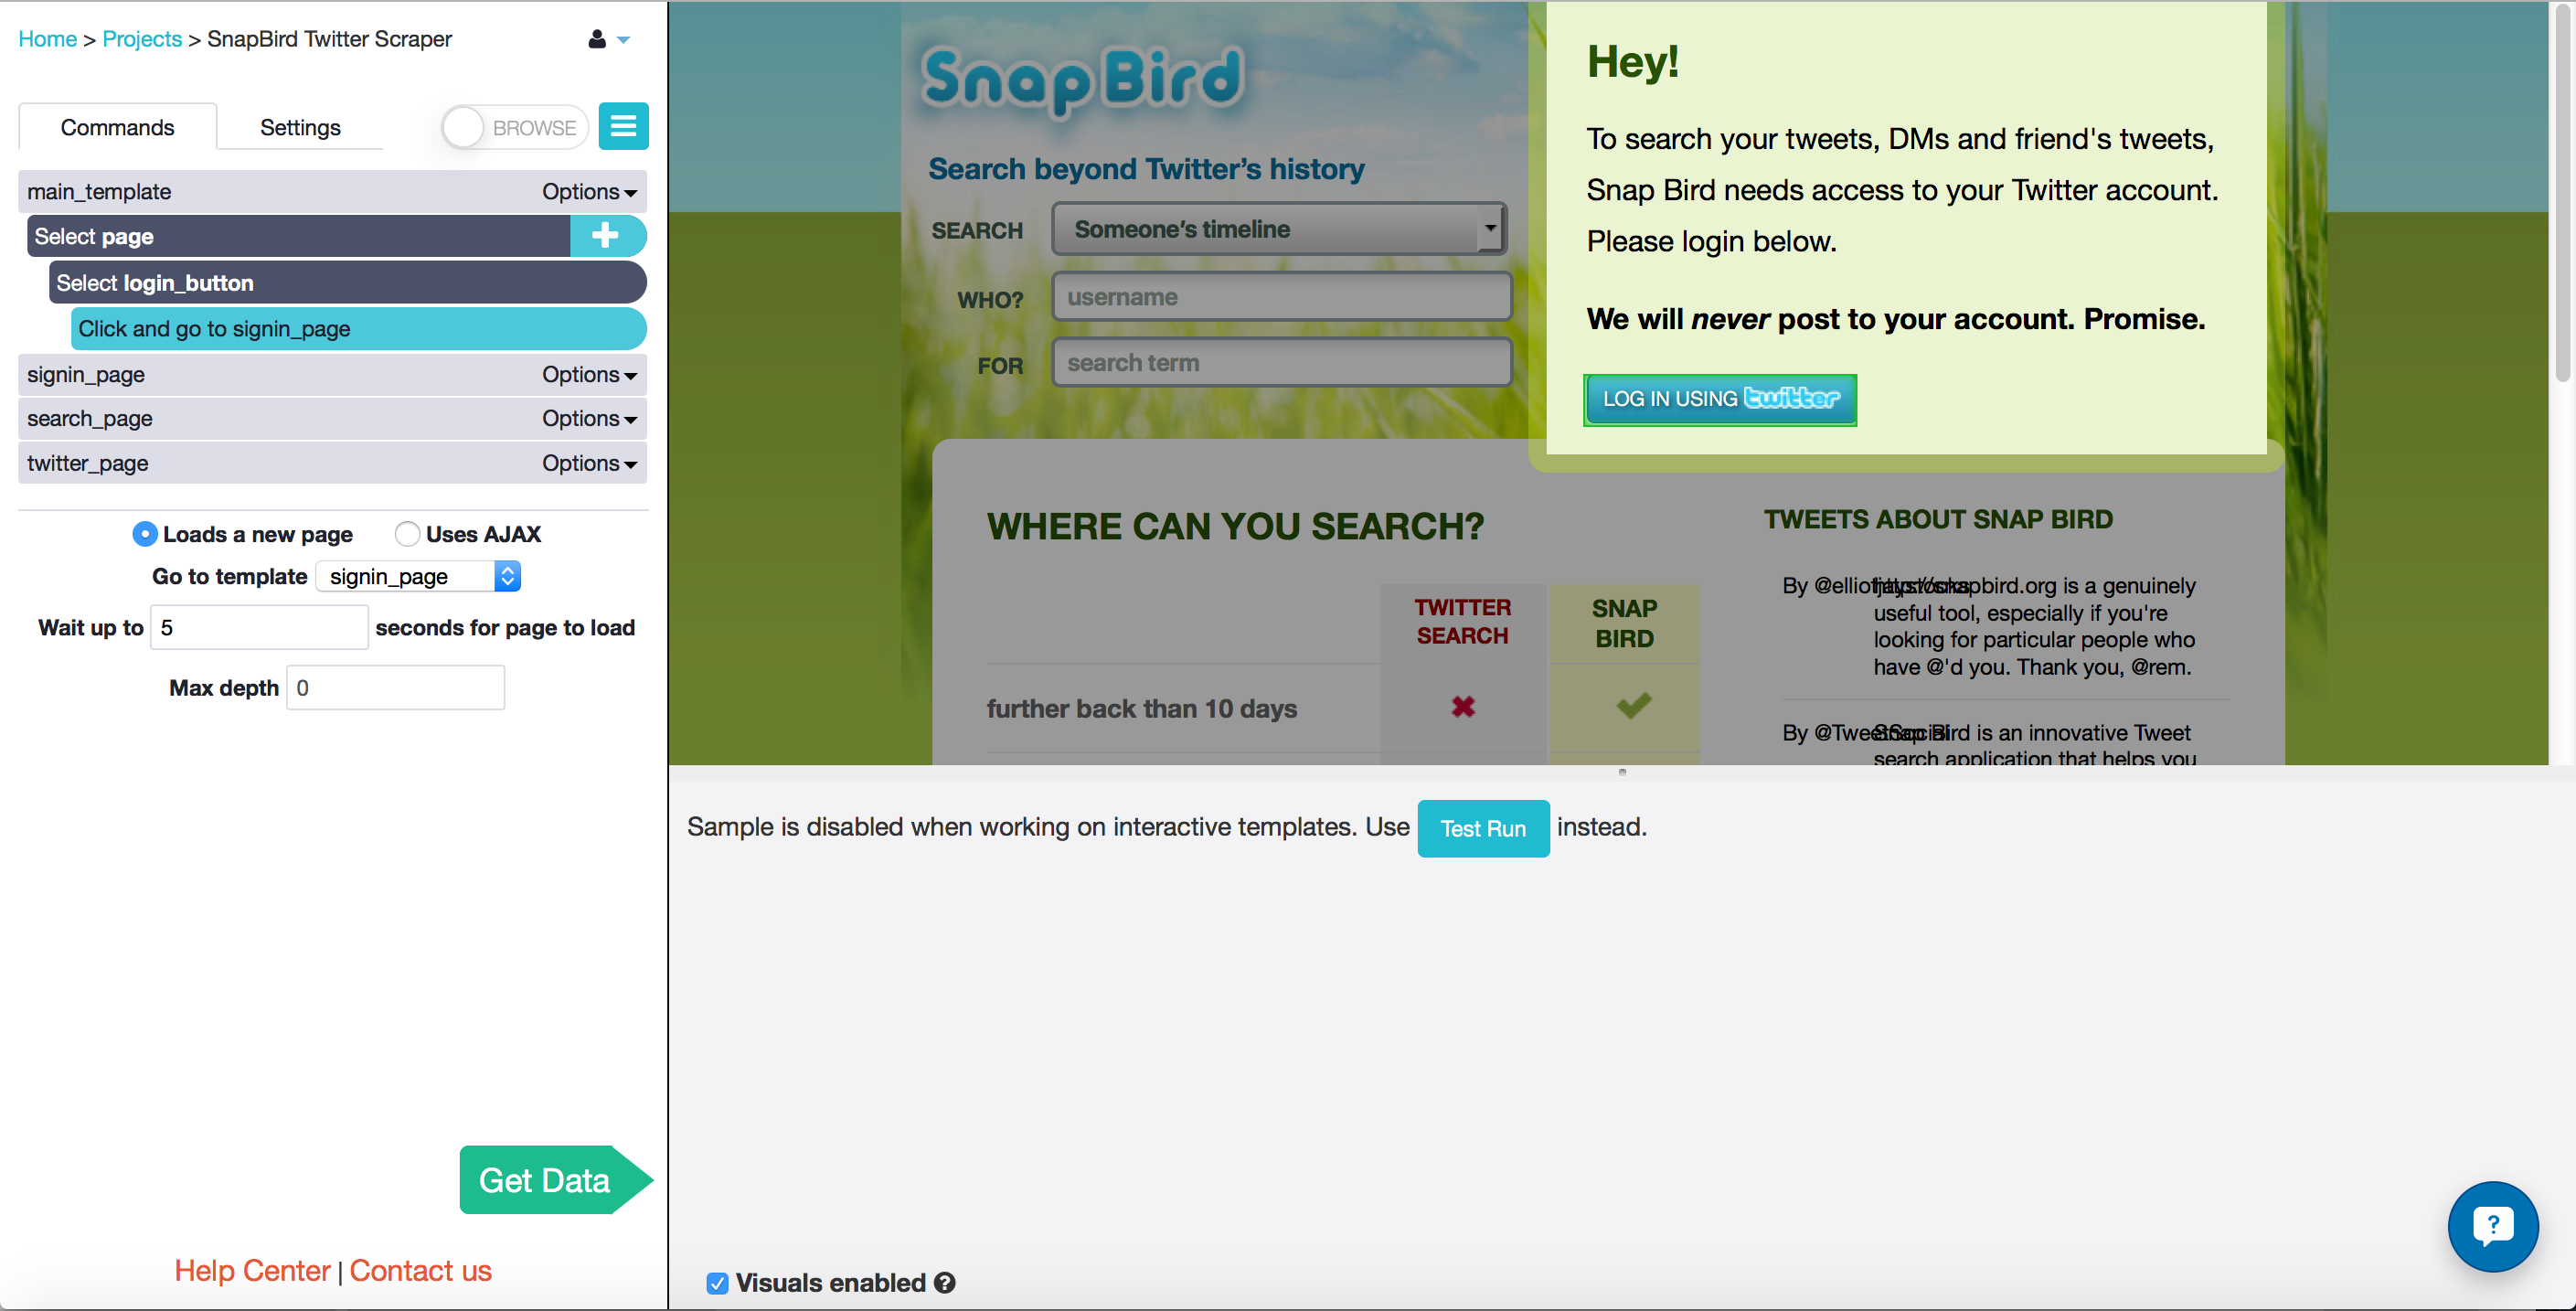 Home > Projects > SnapBird Twitter Scraper
Commands
Settings
BROWSE
main_template
Options
Select page
Select login_button
Click and go to signin_page
signin_page
Options
search_page
Options
twitter_page
Options
Loads a new page
Uses AJAX
Go to template
signin_page
Wait up to 5 seconds for page to load
Max depth 0
Get Data
Help Center | Contact us
Snap Bird
Search beyond Twitter’s history
SEARCH
Someone’s timeline
WHO?
username
FOR
search term
Hey!
To search your tweets, DMs and friend's tweets,
Snap Bird needs access to your Twitter account.
Please login below.
We will never post to your account. Promise.
LOG IN USING twitter
WHERE CAN YOU SEARCH?
TWITTER
SEARCH
SNAP
BIRD
further back than 10 days
TWEETS ABOUT SNAP BIRD
By
is a genuinely
useful tool, especially if you're
looking for particular people who
have @'d you. Thank you, @rem.
By
is an innovative Tweet
search application that helps you
Sample is disabled when working on interactive templates. Use Test Run instead.
Visuals enabled ?
?